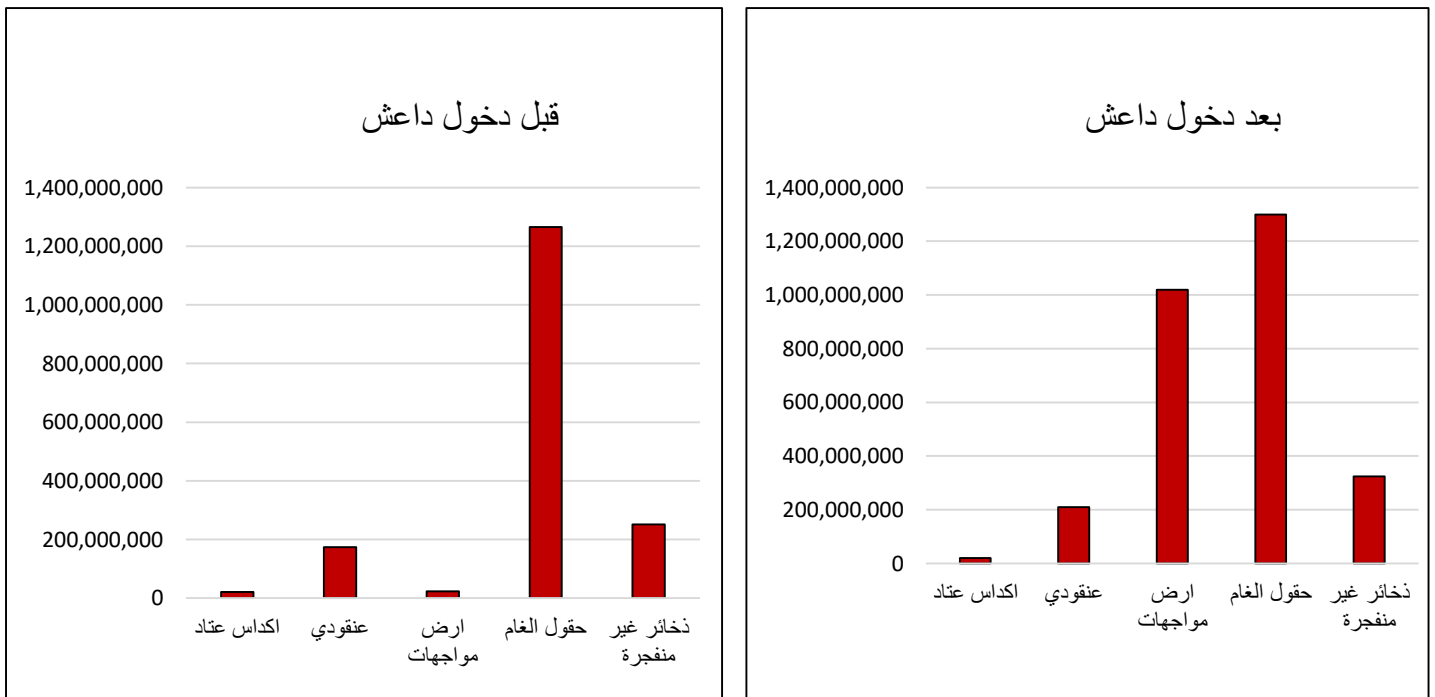 قبل دخول داعش
1,400,000,000
1,200,000,000
1,000,000,000
800,000,000
600,000,000
400,000,000
200,000,000
0
اكداس عتاد
عنقودي
ارض
مواجهات
حقول الغام
ذخائر غير
منفجرة
بعد دخول داعش
1,400,000,000
1,200,000,000
1,000,000,000
800,000,000
600,000,000
400,000,000
200,000,000
0
اكداس عتاد
عنقودي
ارض
مواجهات
حقول الغام
ذخائر غير
منفجرة